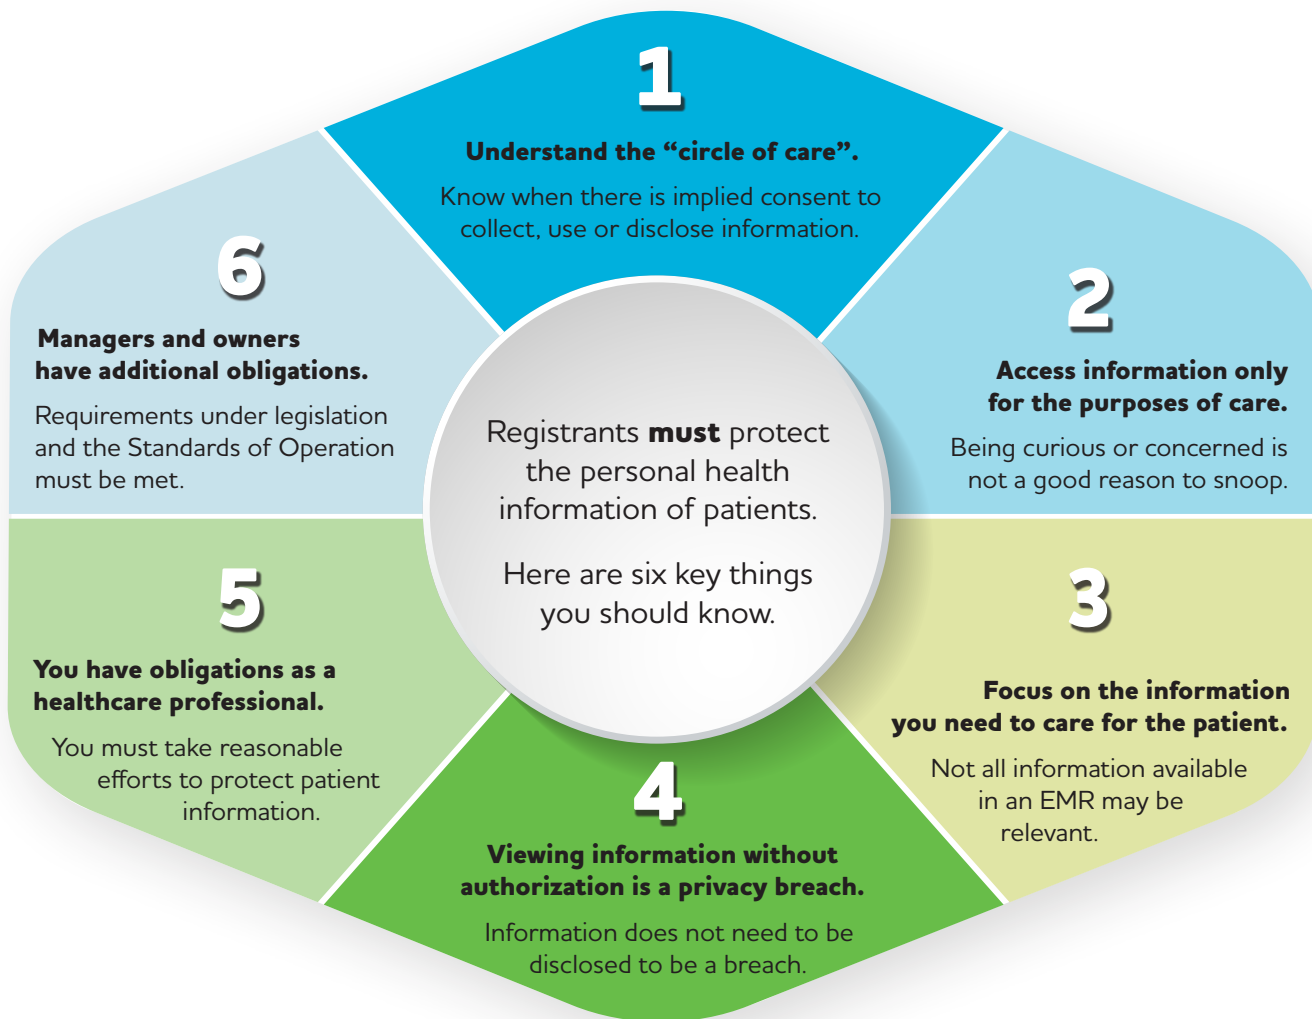 1
Understand the “circle of care”.
Know when there is implied consent to
collect, use or disclose information.
2
Access information only
for the purposes of care.
Being curious or concerned is
not a good reason to snoop.
3
Focus on the information
you need to care for the patient.
Not all information available
in an EMR may be
relevant.
4
Viewing information without
authorization is a privacy breach.
Information does not need to be
disclosed to be a breach.
5
You have obligations as a
healthcare professional.
You must take reasonable
efforts to protect patient
information.
6
Managers and owners
have additional obligations.
Requirements under legislation
and the Standards of Operation
must be met.
Registrants must protect
the personal health
information of patients.
Here are six key things
you should know.